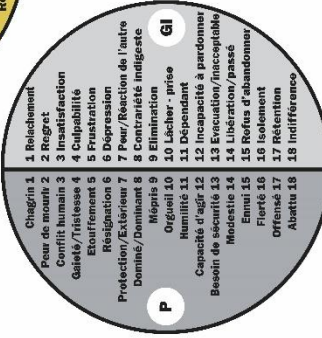 Chagrin 1 1 Relachement
Peur de mourir 2 2 Regret
Conflit humain 3 3 Insatisfaction
Gaieté/Tristesse 4 4 Culpabilité
Etouffement 5 5 Frustration
Résignation 6 6 Dépression
Protection/Extérieur 7 7 Peur/Réaction de l'autre
Dominé/Dominant 8 8 Contrariété indigeste
Mépris 9 9 Elimination
P Orgueil 10 10 Lâcher - prise GI
Humilité 11 11 Dépendant
Capacité d'agir 12 12 Incapacité à pardonner
Besoin de sécurité 13 13 Evacuation/inacceptable
Modestie 14 14 Libération/passé
Ennui 15 15 Refus d'abandonner
Fierté 16 16 Isolement
Offensé 17 17 Rétention
Abattu 18 18 Indifférence